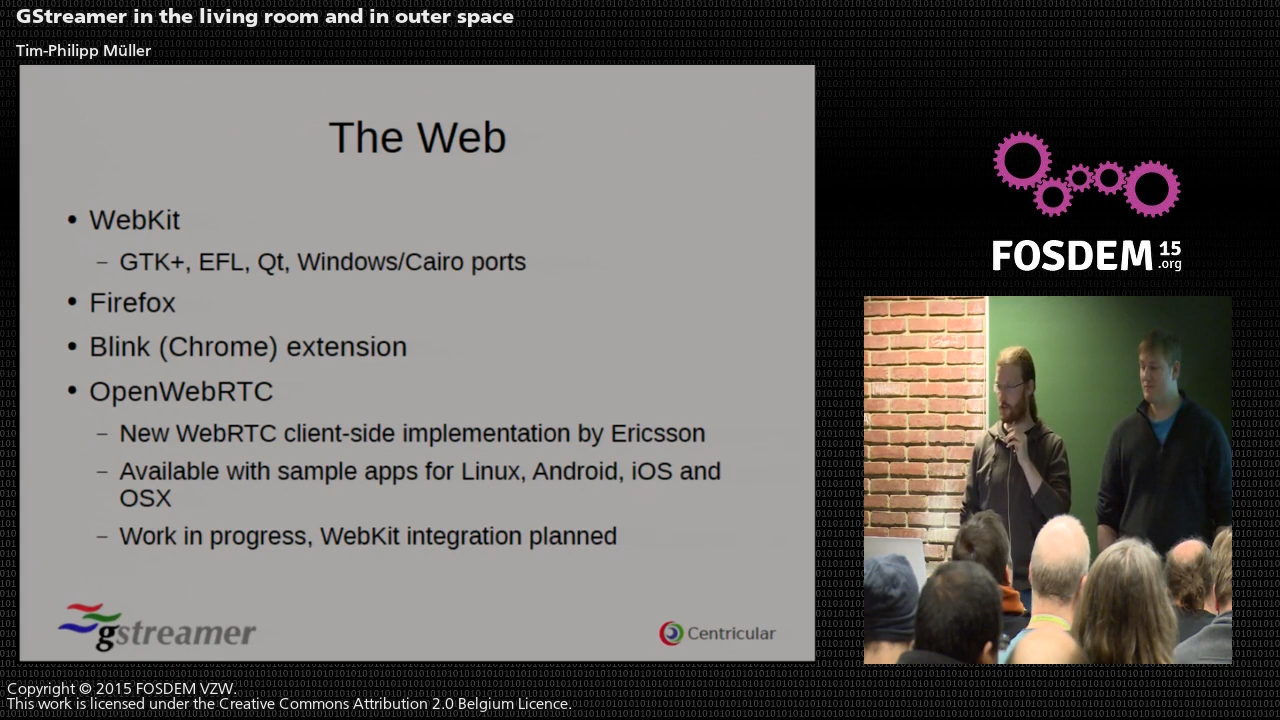 GStreamer in the living room and in outer space
Tim-Philipp Müller
The Web
• WebKit
– GTK+, EFL, Qt, Windows/Cairo ports
• Firefox
• Blink (Chrome) extension
• OpenWebRTC
– New WebRTC client-side implementation by Ericsson
– Available with sample apps for Linux, Android, iOS and
OSX
– Work in progress, WebKit integration planned
gstreamer
Centricular
FOSDEM 15
.org
Copyright © 2015 FOSDEM VZW.
This work is licensed under the Creative Commons Attribution 2.0 Belgium Licence.